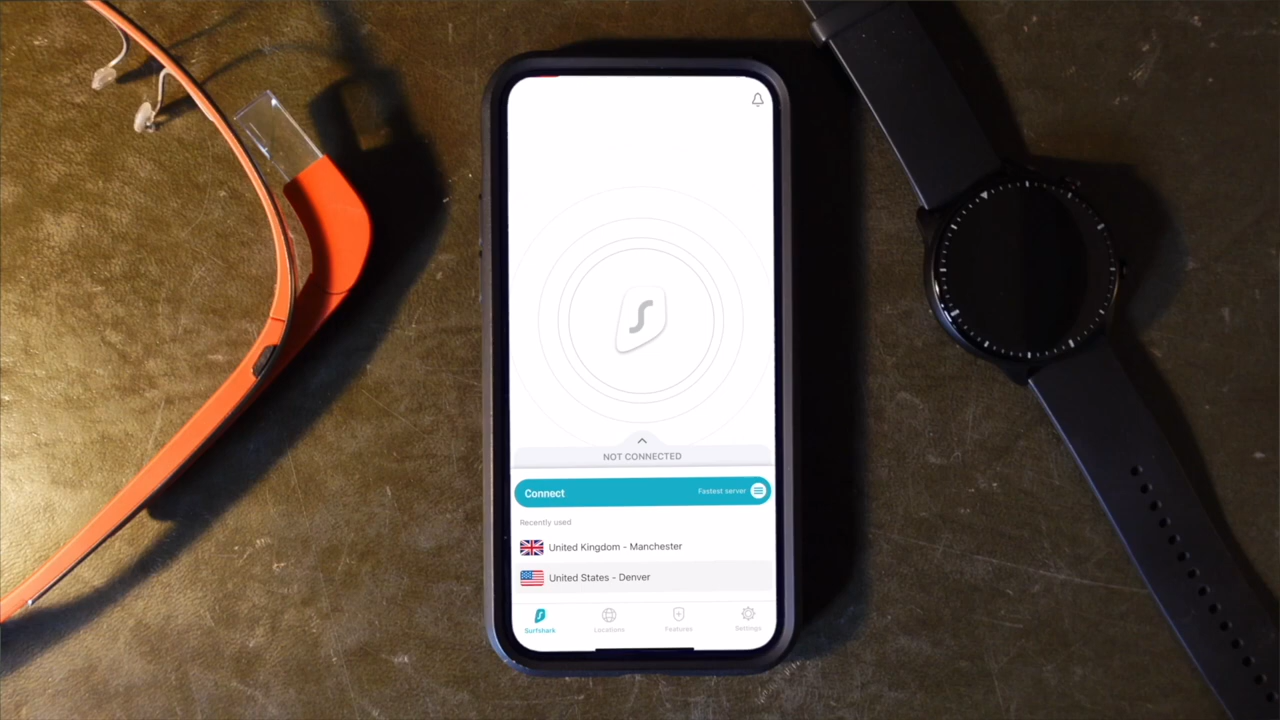 NOT CONNECTED
Connect Fastest server
Recently used
United Kingdom - Manchester
United States - Denver
Surfshark Locations Features Settings